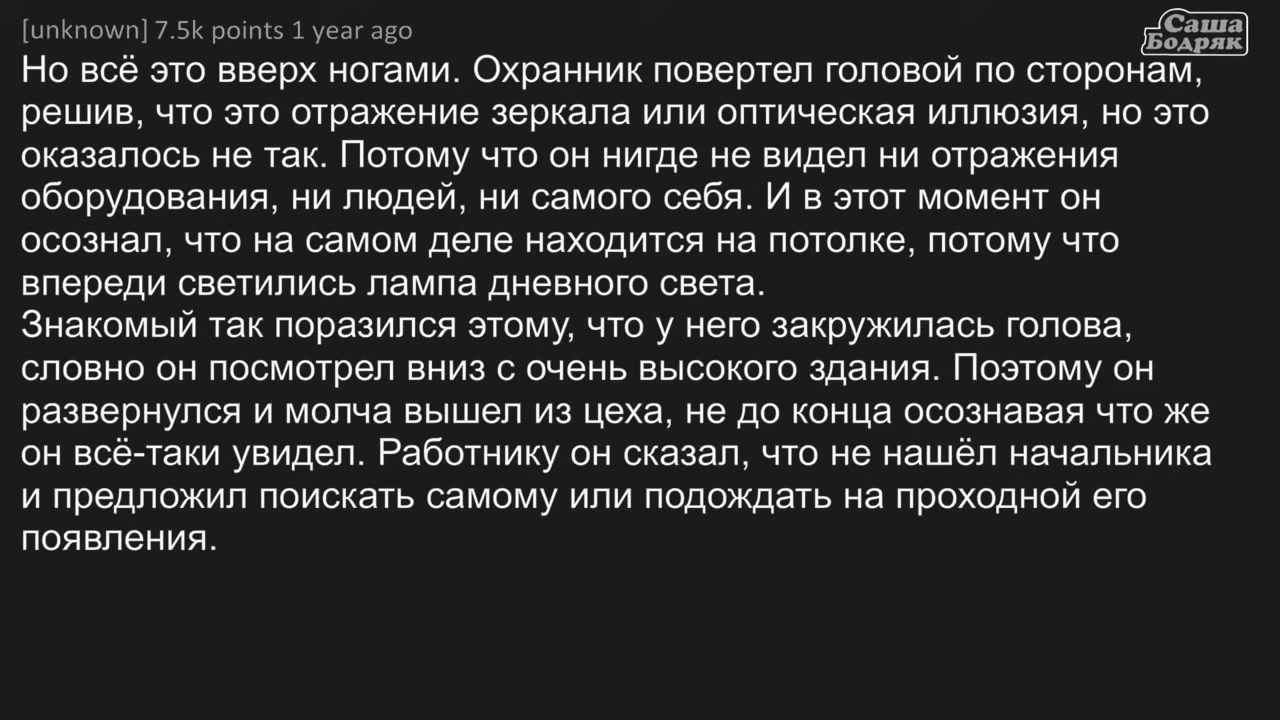 [unknown] 7.5k points 1 year ago
Саша
Бодряк
Но всё это вверх ногами. Охранник повертел головой по сторонам,
решив, что это отражение зеркала или оптическая иллюзия, но это
оказалось не так. Потому что он нигде не видел ни отражения
оборудования, ни людей, ни самого себя. И в этот момент он
осознал, что на самом деле находится на потолке, потому что
впереди светились лампа дневного света.
Знакомый так поразился этому, что у него закружилась голова,
словно он посмотрел вниз с очень высокого здания. Поэтому он
развернулся и молча вышел из цеха, не до конца осознавая что же
он всё-таки увидел. Работнику он сказал, что не нашёл начальника
и предложил поискать самому или подождать на проходной его
появления.